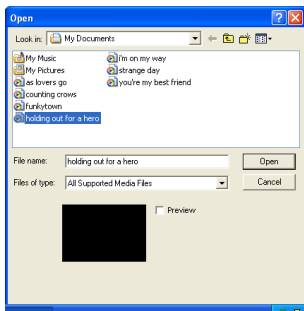 Open
Look in: My Documents
My Music
My Pictures
as lovers go
counting crows
funkytown
holding out for a hero
i'm on my way
strange day
you're my best friend
File name: holding out for a hero Open
Files of type: All Supported Media Files Cancel
Preview